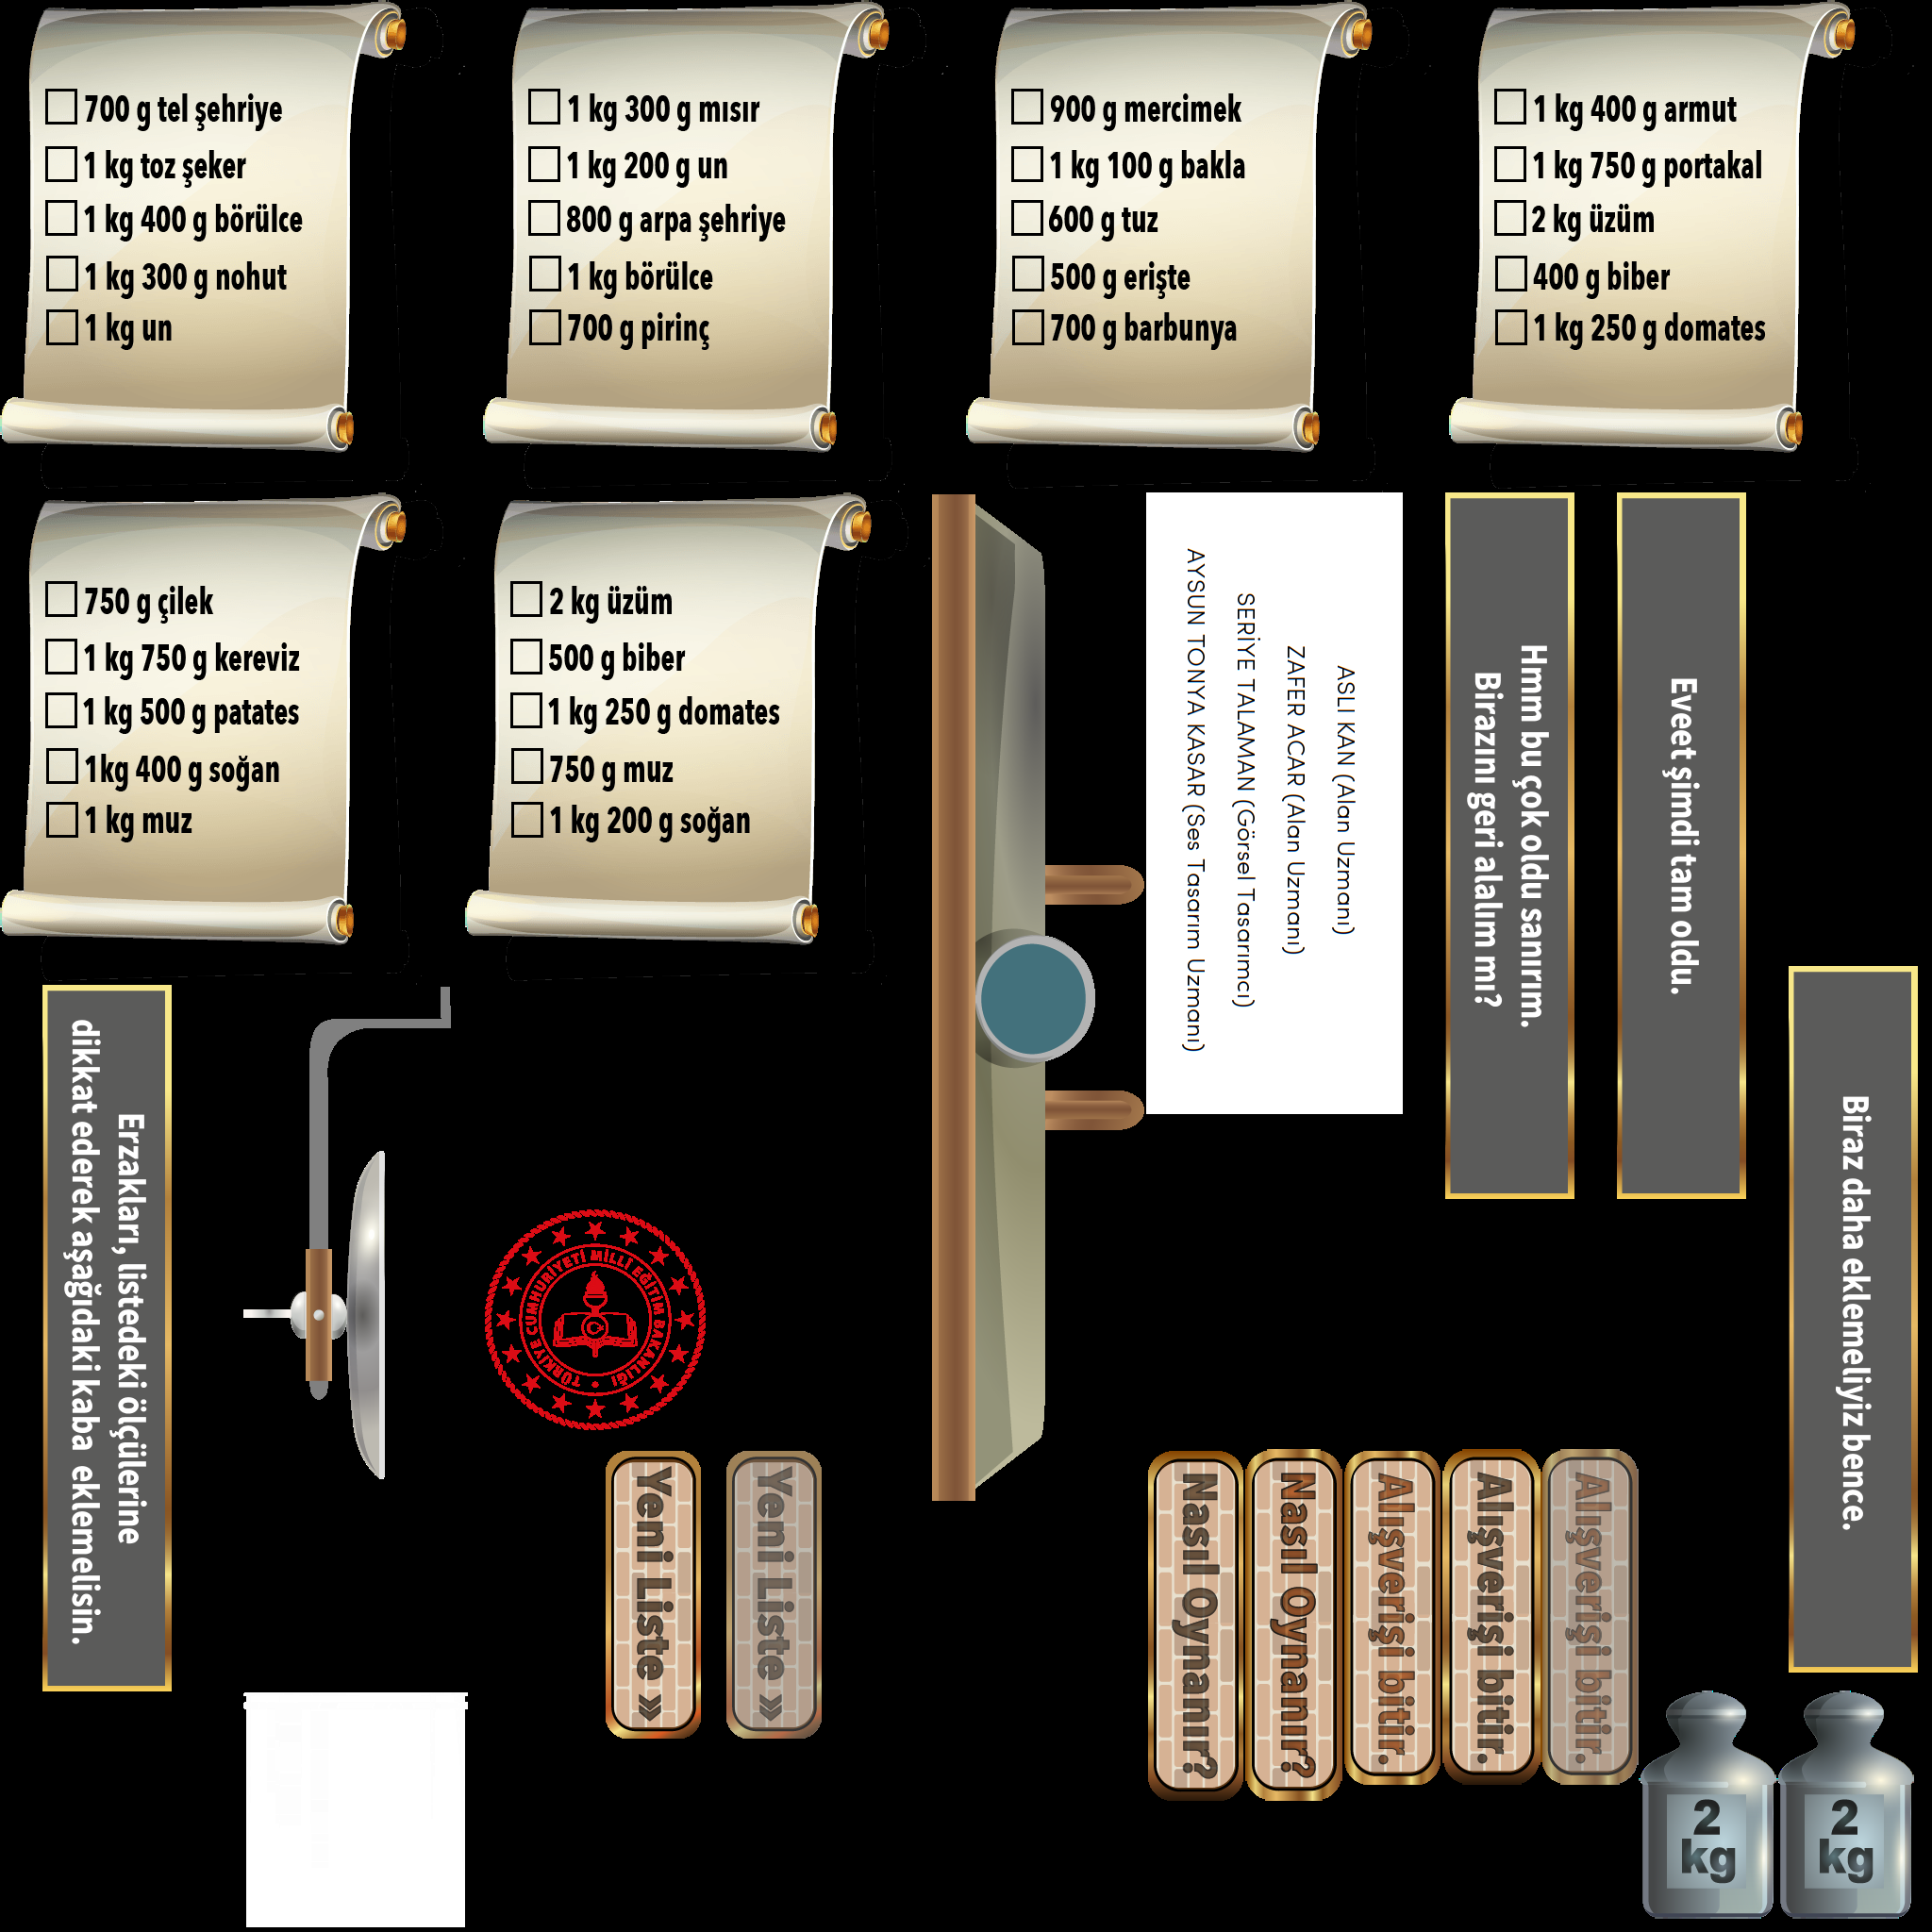 700 g tel şehriye
1 kg toz şeker
1 kg 400 g börülce
1 kg 300 g nohut
1 kg un
1 kg 300 g mısır
1 kg 200 g un
800 g arpa şehriye
1 kg börülce
700 g pirinç
900 g mercimek
1 kg 100 g bakla
600 g tuz
500 g erişte
700 g barbunya
1 kg 400 g armut
1 kg 750 g portakal
2 kg üzüm
400 g biber
1 kg 250 g domates
750 g çilek
1 kg 750 g kereviz
1 kg 500 g patates
1kg 400 g soğan
1 kg muz
2 kg üzüm
500 g biber
1 kg 250 g domates
750 g muz
1 kg 200 g soğan
ASLI KAN (Alan Uzmanı)
ZAFER ACAR (Alan Uzmanı)
SERİYE TALAMAN (Görsel Tasarımcı)
AYSUN TONYA KASAR (Ses Tasarım Uzmanı)
Hmm bu çok oldu sanırım.
Birazını geri alalım mı?
Eveet şimdi tam oldu.
Biraz daha eklemeliyiz bence.
Erzakları, listedeki ölçülerine
dikkat ederek aşağıdaki kaba eklemelisin.
TÜRKİYE CUMHURİYETİ MİLLÎ EĞİTİM BAKANLIĞI
Yeni Liste »
Yeni Liste »
Nasıl Oynanır?
Nasıl Oynanır?
Alışverişi bitir.
Alışverişi bitir.
Alışverişi bitir.
2
kg
2
kg